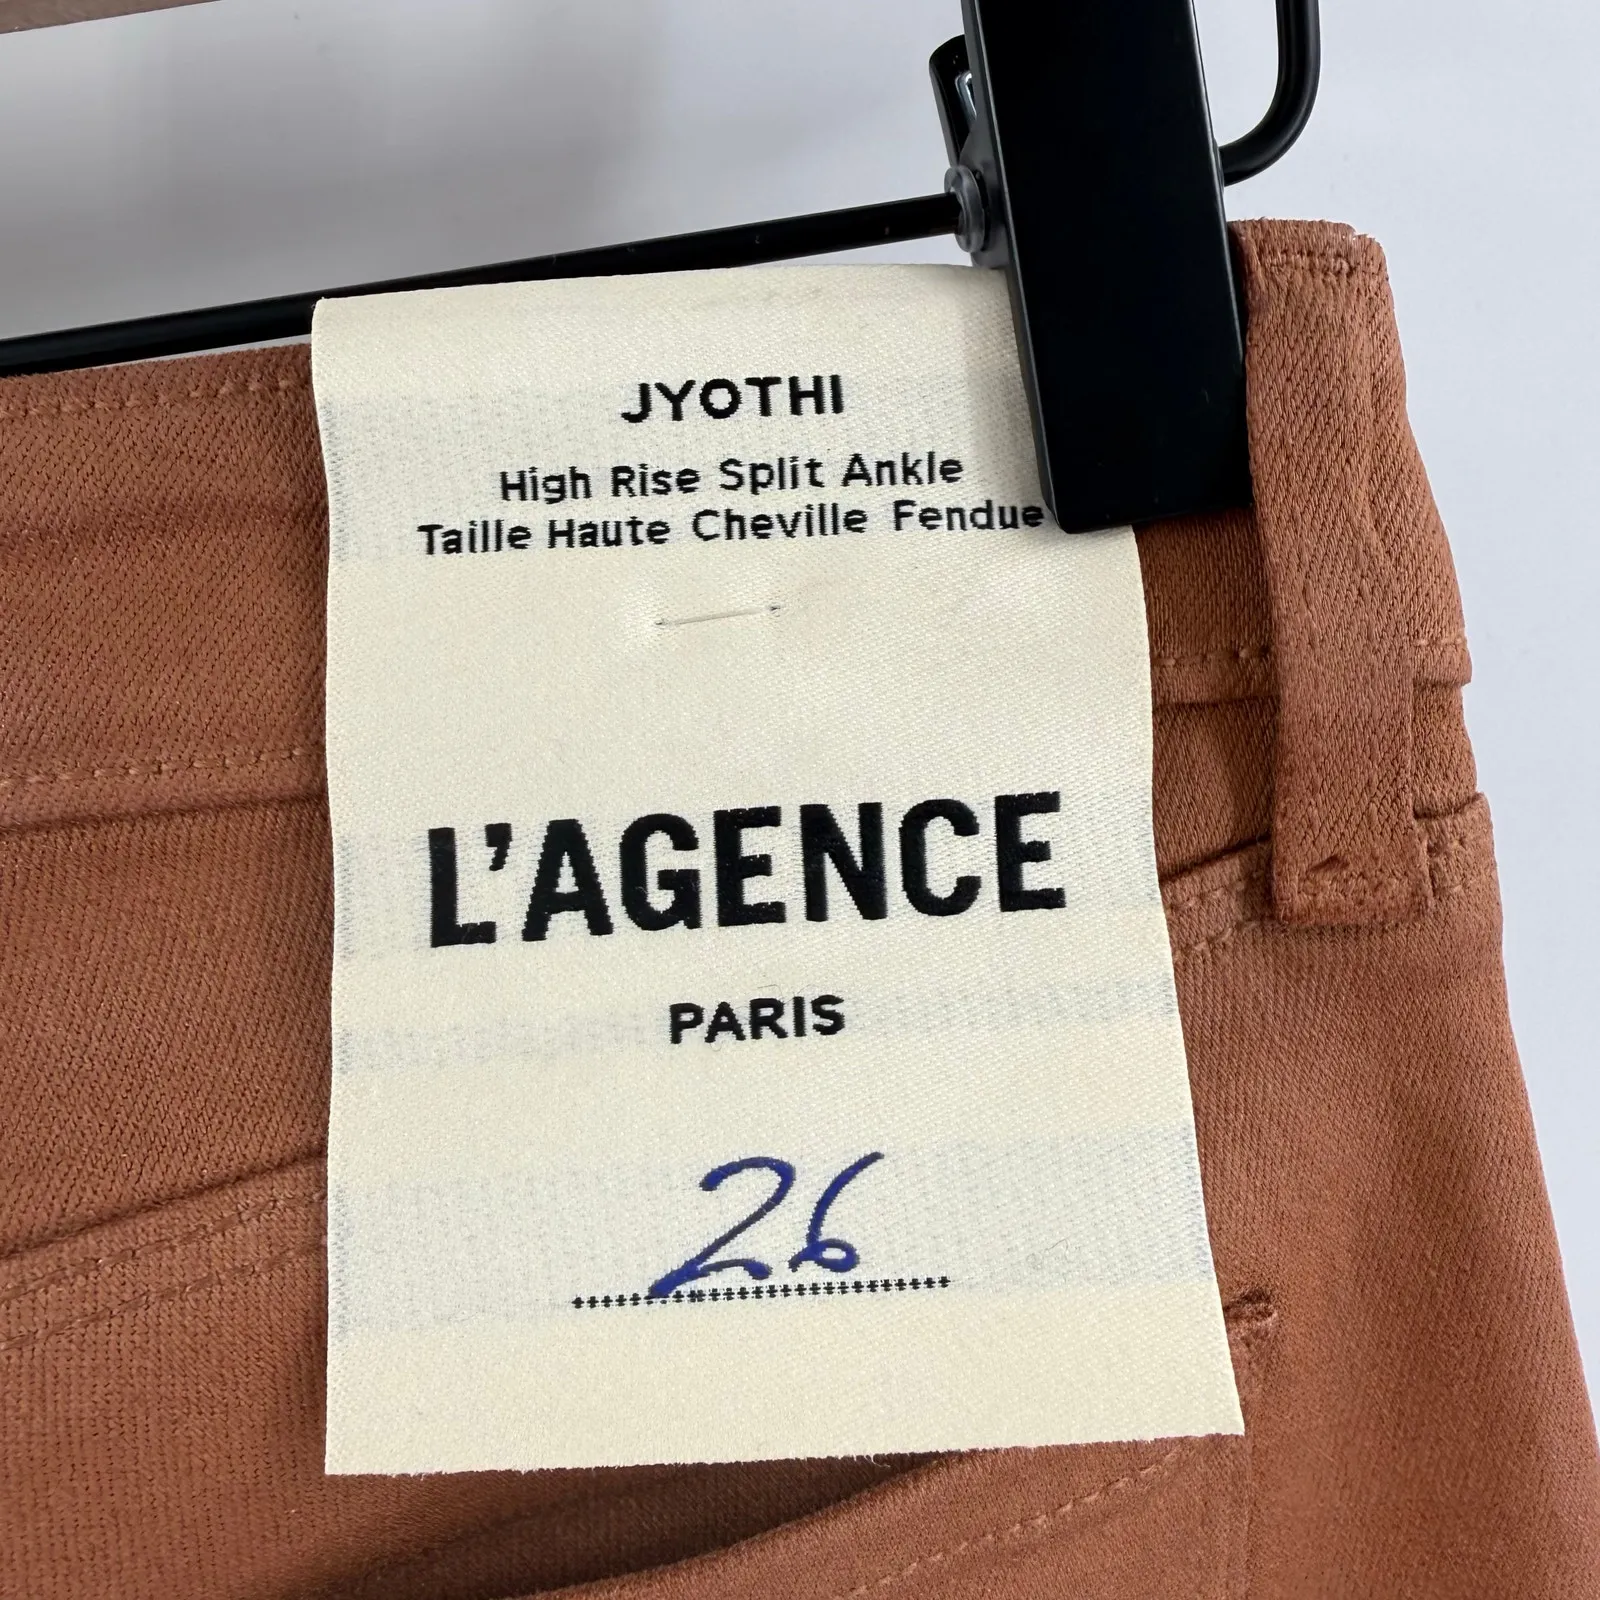 JYOTHI
High Rise Split Ankle
Taille Haute Cheville Fendue
L'AGENCE
PARIS
26